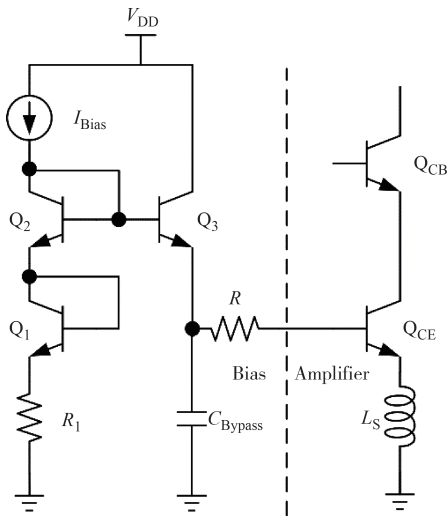 V_DD
I_Bias
Q_CB
Q_2
Q_3
R
Q_1
Q_CE
Bias
Amplifier
R_1
C_Bypass
L_S